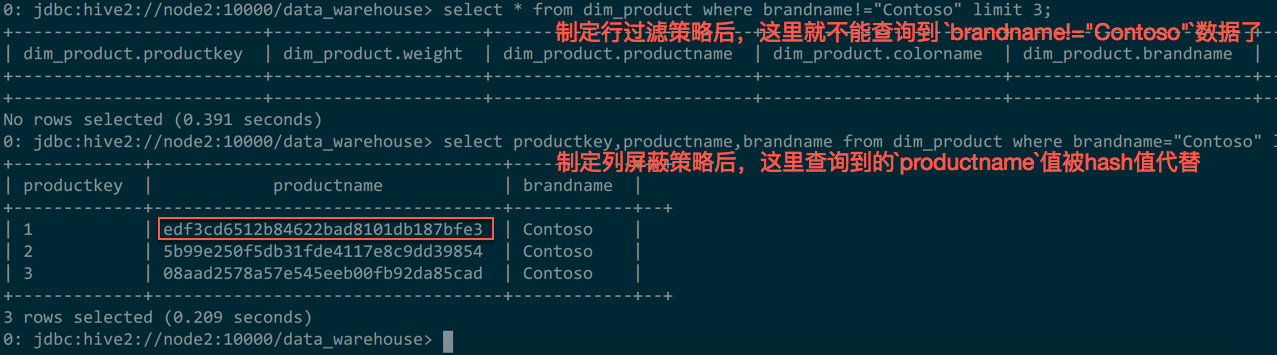 0: jdbc:hive2://node2:10000/data_warehouse> select * from dim_product where brandname!="Contoso" limit 3;
制定行过滤策略后，这里就不能查询到 `brandname!="Contoso"`数据了
| dim_product.productkey | dim_product.weight | dim_product.productname | dim_product.colorname | dim_product.brandname |
No rows selected (0.391 seconds)
0: jdbc:hive2://node2:10000/data_warehouse> select productkey,productname,brandname from dim_product where brandname="Contoso" l
制定列屏蔽策略后，这里查询到的`productname`值被hash值代替
| productkey | productname | brandname |
| 1 | edf3cd6512b84622bad8101db187bfe3 | Contoso |
| 2 | 5b99e250f5db31fde4117e8c9dd39854 | Contoso |
| 3 | 08aad2578a57e545eeb00fb92da85cad | Contoso |
3 rows selected (0.209 seconds)
0: jdbc:hive2://node2:10000/data_warehouse>